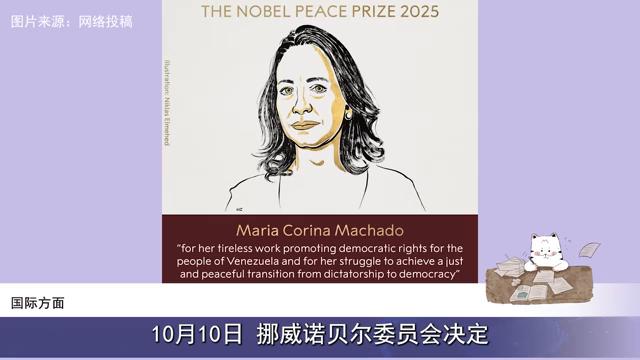 图片来源：网络投稿
THE NOBEL PEACE PRIZE 2025
Illustration: Niklas Elmehed
Maria Corina Machado
“for her tireless work promoting democratic rights for the
people of Venezuela and for her struggle to achieve a just
and peaceful transition from dictatorship to democracy”
国际方面
10月10日 挪威诺贝尔委员会决定